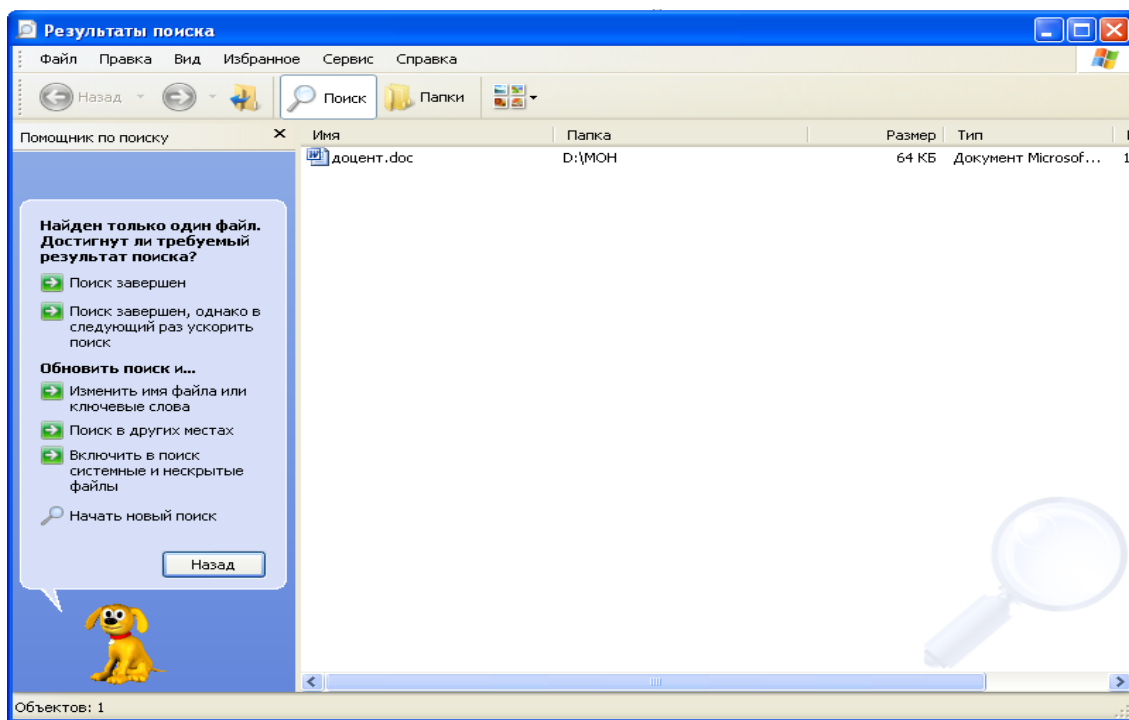 Результаты поиска
Файл Правка Вид Избранное Сервис Справка
Назад Поиск Папки
Помощник по поиску
Имя Папка Размер Тип
доцент.doc D:\МОН 64 КБ Документ Microsof...
Найден только один файл.
Достигнут ли требуемый
результат поиска?
Поиск завершен
Поиск завершен, однако в
следующий раз ускорить
поиск
Обновить поиск и...
Изменить имя файла или
ключевые слова
Поиск в других местах
Включить в поиск
системные и нескрытые
файлы
Начать новый поиск
Назад
Объектов: 1